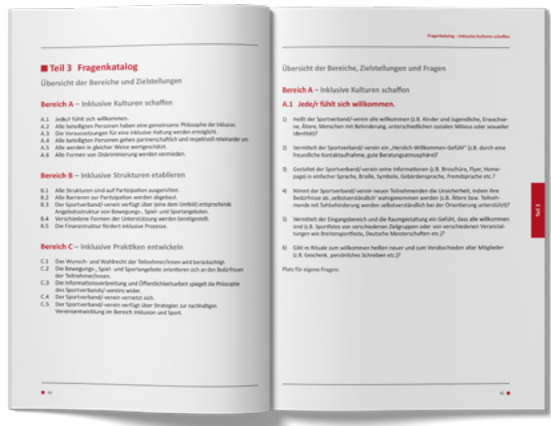 Teil 3 Fragenkatalog
Übersicht der Bereiche und Zielstellungen
Bereich A – Inklusive Kulturen schaffen
A.1 Jede/r fühlt sich willkommen.
A.2 Alle beteiligten Personen haben eine gemeinsame Philosophie der Inklusion.
A.3 Die Voraussetzungen für eine inklusive Haltung werden ermöglicht.
A.4 Alle beteiligten Personen gehen partnerschaftlich und respektvoll miteinander um.
A.5 Alle werden in gleicher Weise wertgeschätzt.
A.6 Alle Formen von Diskriminierung werden vermieden.
Bereich B – Inklusive Strukturen etablieren
B.1 Alle Strukturen sind auf Partizipation ausgerichtet.
B.2 Alle Barrieren zur Partizipation werden abgebaut.
B.3 Der Sportverband/ verein verfügt über (eine dem Umfeld) entsprechende
Angebotsstruktur von Bewegungs-, Spiel- und Sportangeboten.
B.4 Verschiedene Formen der Unterstützung werden bereitgestellt.
B.5 Die Finanzstruktur fördert inklusive Prozesse.
Bereich C – Inklusive Praktiken entwickeln
C.1 Das Wunsch- und Wahlrecht der Teilnehmer/innen wird berücksichtigt.
C.2 Die Bewegungs-, Spiel- und Sportangebote orientieren sich an den Bedürfnissen
der Teilnehmer/innen.
C.3 Die Informationsverbreitung und Öffentlichkeitsarbeit spiegelt die Philosophie
des Sportverbands/ vereins wider.
C.4 Der Sportverband/ verein vernetzt sich.
C.5 Der Sportverband/ verein verfügt über Strategien zur nachhaltigen
Vereinsentwicklung im Bereich Inklusion und Sport.
44
Fragenkatalog – Inklusive Kulturen schaffen
Übersicht der Bereiche, Zielstellungen und Fragen
Bereich A – Inklusive Kulturen schaffen
A.1 Jede/r fühlt sich willkommen.
1) Heißt der Sportverband/ verein alle willkommen (z.B. Kinder und Jugendliche, Erwachse-
ne, Ältere, Menschen mit Behinderung, unterschiedlichen sozialen Milieus oder sexueller
Identität)?
2) Vermittelt der Sportverband/ verein ein „Herzlich-Willkommen-Gefühl“ (z.B. durch eine
freundliche Kontaktaufnahme, gute Beratungsatmosphäre)?
3) Gestaltet der Sportverband/ verein seine Informationen (z.B. Broschüre, Flyer, Home-
page) in einfacher Sprache, Braille, Symbole, Gebärdensprache, Fremdsprache etc.?
4) Nimmt der Sportverband/ verein neuen Teilnehmenden die Unsicherheit, indem ihre
Bedürfnisse als „selbstverständlich“ wahrgenommen werden (z.B. Ältere bzw. Teilneh-
mende mit Sehbehinderung werden selbstverständlich bei der Orientierung unterstützt)?
5) Vermittelt der Eingangsbereich und die Raumgestaltung ein Gefühl, dass alle willkommen
sind (z.B. Sportfotos von verschiedenen Zielgruppen oder von verschiedenen Veranstal-
tungen wie Breitensportfeste, Deutsche Meisterschaften etc.)?
6) Gibt es Rituale zum willkommen heißen neuer und zum Verabschieden alter Mitglieder
(z.B. Geschenk, persönliches Schreiben etc.)?
Platz für eigene Fragen:
Teil 3
45